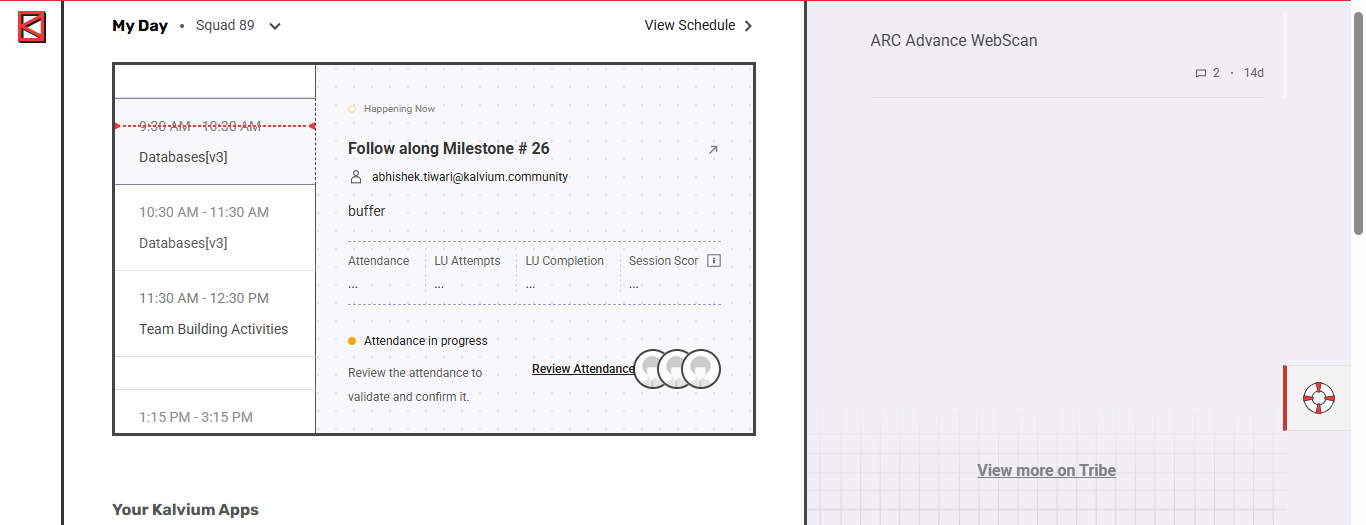 My Day • Squad 89
View Schedule
9:30 AM - 10:30 AM
Databases[v3]
10:30 AM - 11:30 AM
Databases[v3]
11:30 AM - 12:30 PM
Team Building Activities
1:15 PM - 3:15 PM
Happening Now
Follow along Milestone # 26
abhishek.tiwari@kalvium.community
buffer
Attendance LU Attempts LU Completion Session Scor
... ... ... ...
Attendance in progress
Review the attendance to
validate and confirm it.
Review Attendance
Your Kalvium Apps
ARC Advance WebScan
2 · 14d
View more on Tribe